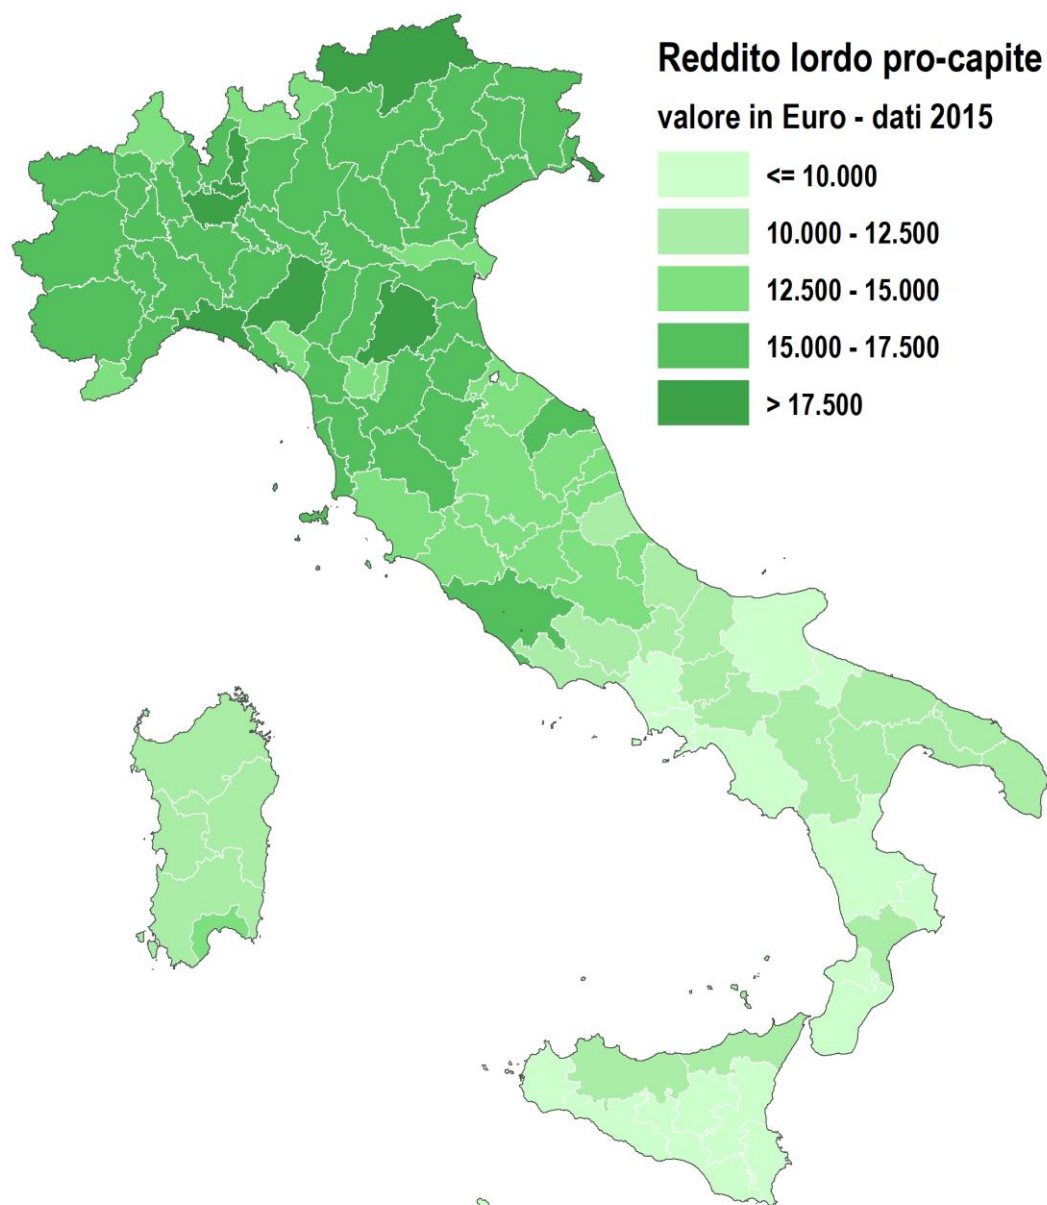 Reddito lordo pro-capite
valore in Euro - dati 2015
<= 10.000
10.000 - 12.500
12.500 - 15.000
15.000 - 17.500
> 17.500